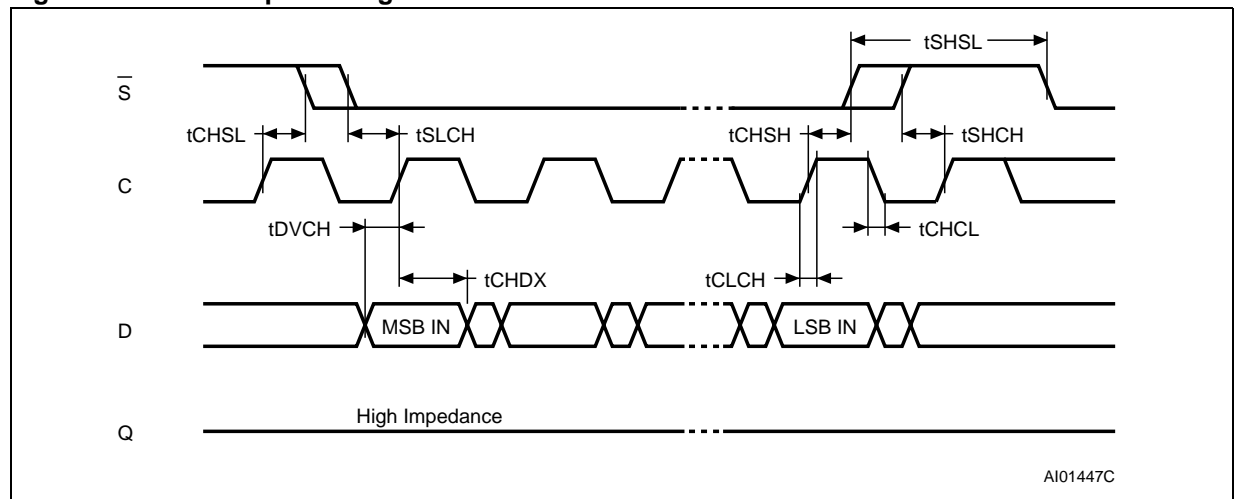 tSHSL
S̅
tCHSL
tSLCH
tCHSH
tSHCH
C
tDVCH
tCHCL
tCHDX
tCLCH
D
MSB IN
LSB IN
High Impedance
Q
AI01447C